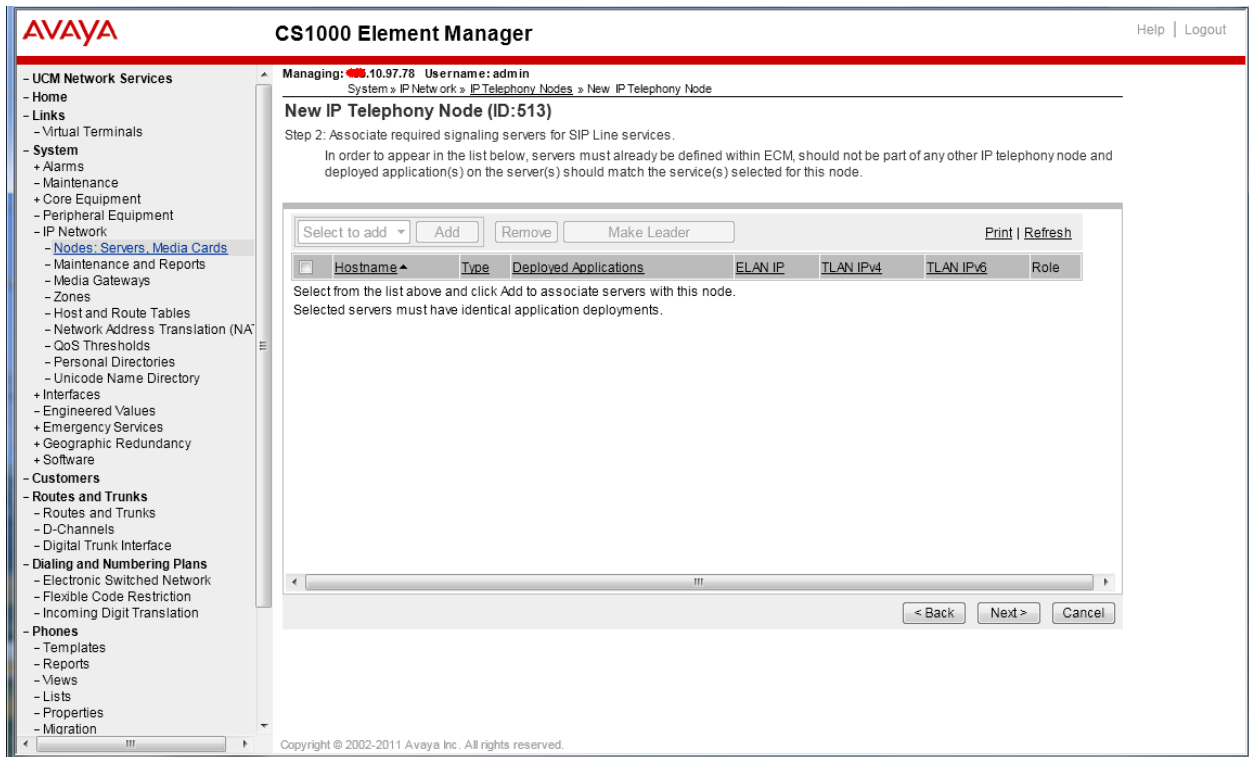 AVAYA
CS1000 Element Manager
Help | Logout
– UCM Network Services
– Home
– Links
– Virtual Terminals
– System
+ Alarms
– Maintenance
+ Core Equipment
– Peripheral Equipment
– IP Network
– Nodes: Servers, Media Cards
– Maintenance and Reports
– Media Gateways
– Zones
– Host and Route Tables
– Network Address Translation (NAT
– QoS Thresholds
– Personal Directories
– Unicode Name Directory
+ Interfaces
– Engineered Values
+ Emergency Services
+ Geographic Redundancy
+ Software
– Customers
– Routes and Trunks
– Routes and Trunks
– D-Channels
– Digital Trunk Interface
– Dialing and Numbering Plans
– Electronic Switched Network
– Flexible Code Restriction
– Incoming Digit Translation
– Phones
– Templates
– Reports
– Views
– Lists
– Properties
– Migration
Managing: .10.97.78 Username: admin
System » IP Network » IP Telephony Nodes » New IP Telephony Node
New IP Telephony Node (ID:513)
Step 2: Associate required signaling servers for SIP Line services.
In order to appear in the list below, servers must already be defined within ECM, should not be part of any other IP telephony node and
deployed application(s) on the server(s) should match the service(s) selected for this node.
Select to add Add Remove Make Leader Print | Refresh
Hostname Type Deployed Applications ELAN IP TLAN IPv4 TLAN IPv6 Role
Select from the list above and click Add to associate servers with this node.
Selected servers must have identical application deployments.
< Back Next > Cancel
Copyright © 2002-2011 Avaya Inc. All rights reserved.